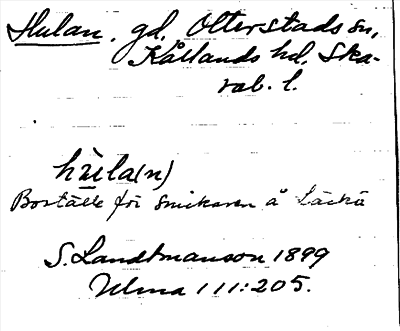 Hulan. gd. Otterstads sn,
Kållands hd. Ska-
rab. l.
hùla(n)
Boställe för snickaren å Läckö
S. Landtmanson 1899
Ulma 111:205.